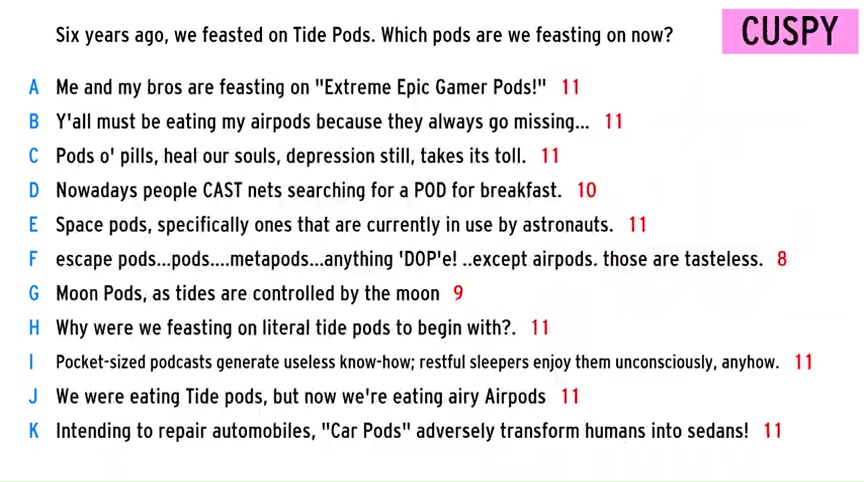 Six years ago, we feasted on Tide Pods. Which pods are we feasting on now?
CUSPY
A Me and my bros are feasting on "Extreme Epic Gamer Pods!" 11
B Y'all must be eating my airpods because they always go missing... 11
C Pods o' pills, heal our souls, depression still, takes its toll. 11
D Nowadays people CAST nets searching for a POD for breakfast. 10
E Space pods, specifically ones that are currently in use by astronauts. 11
F escape pods...pods....metapods...anything 'DOP'e! ..except airpods. those are tasteless. 8
G Moon Pods, as tides are controlled by the moon 9
H Why were we feasting on literal tide pods to begin with?. 11
I Pocket-sized podcasts generate useless know-how; restful sleepers enjoy them unconsciously, anyhow. 11
J We were eating Tide pods, but now we're eating airy Airpods 11
K Intending to repair automobiles, "Car Pods" adversely transform humans into sedans! 11